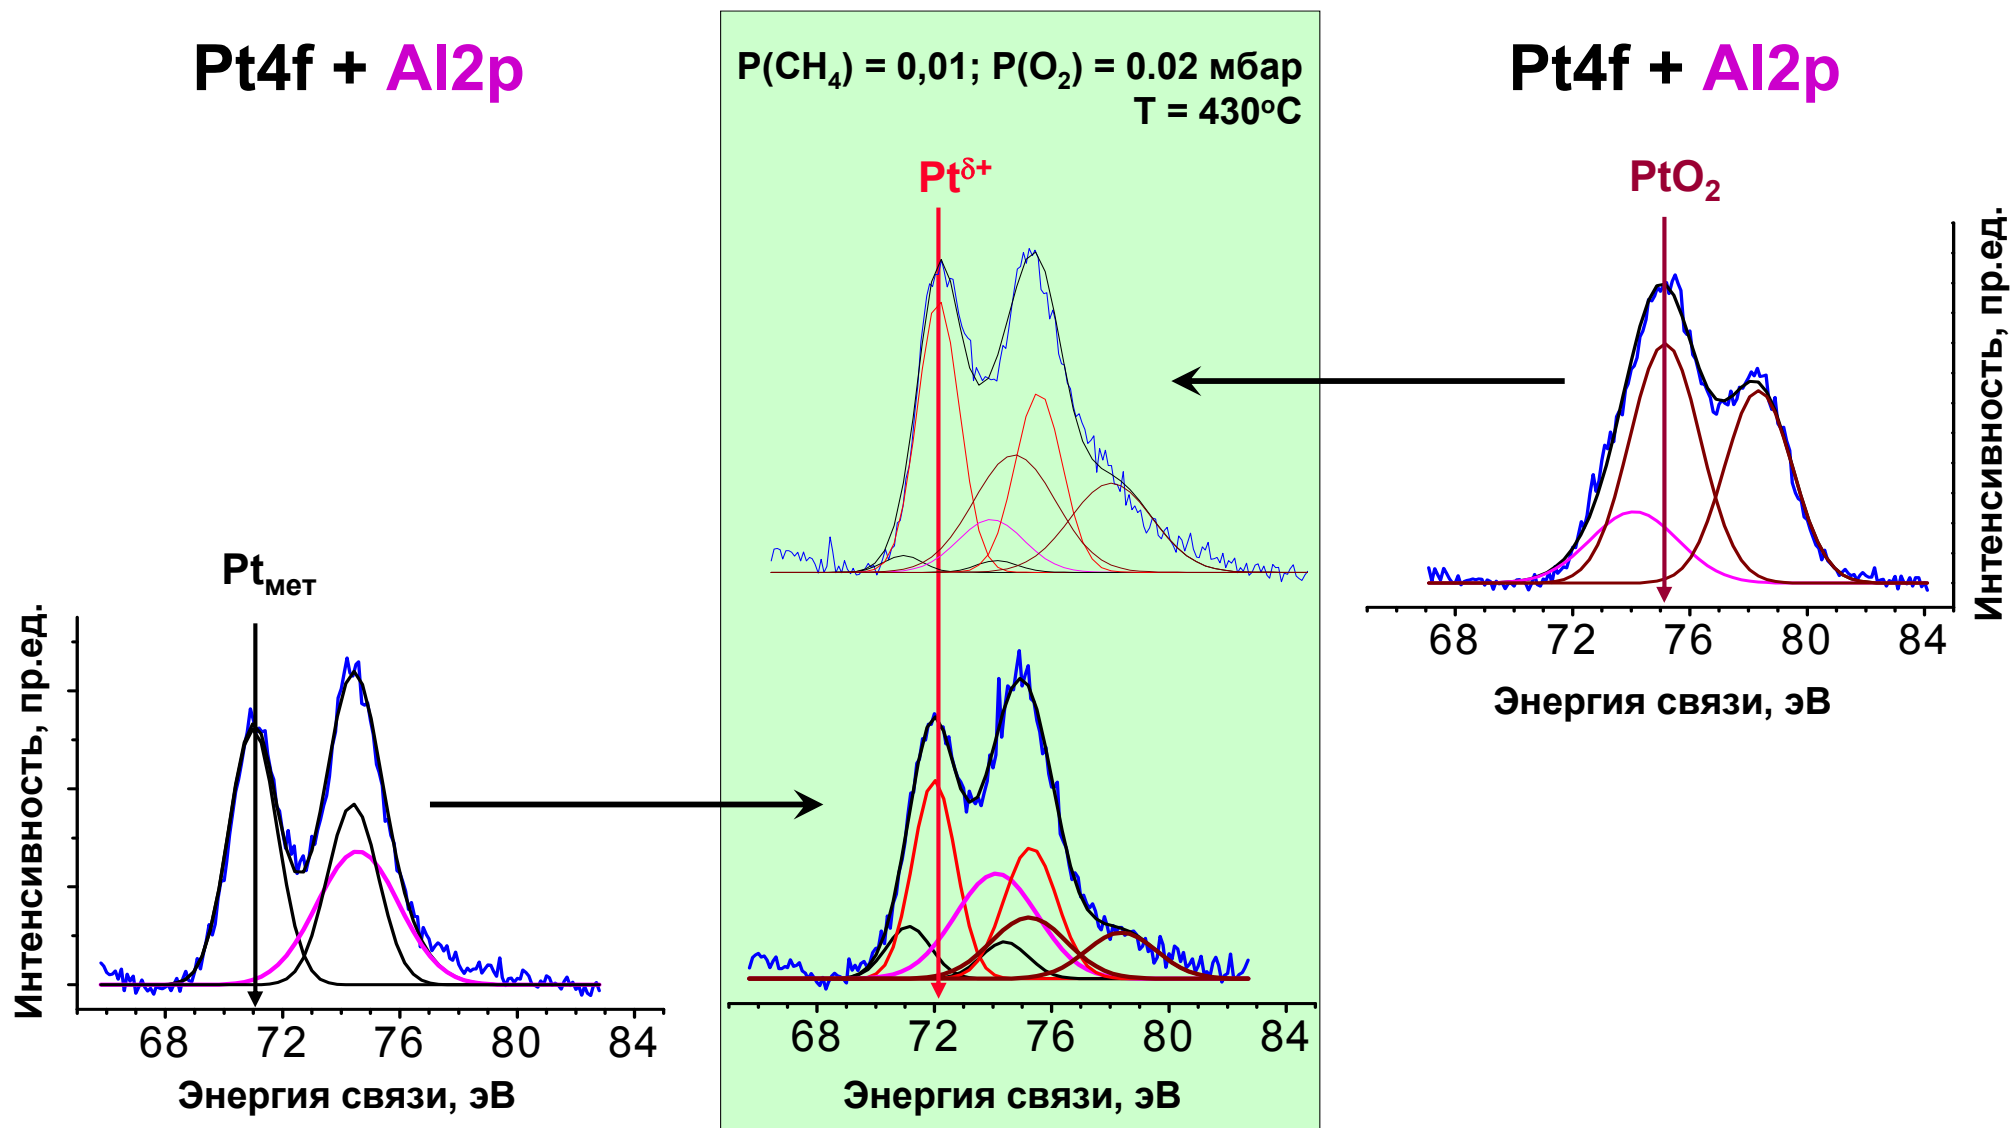 Pt4f + Al2p
P(CH₄) = 0,01; P(O₂) = 0.02 мбар
T = 430°C
Pt4f + Al2p
Ptᵟ⁺
PtO₂
Интенсивность, пр.ед.
68 72 76 80 84
Энергия связи, эВ
Ptмет
Интенсивность, пр.ед.
68 72 76 80 84
Энергия связи, эВ
68 72 76 80 84
Энергия связи, эВ